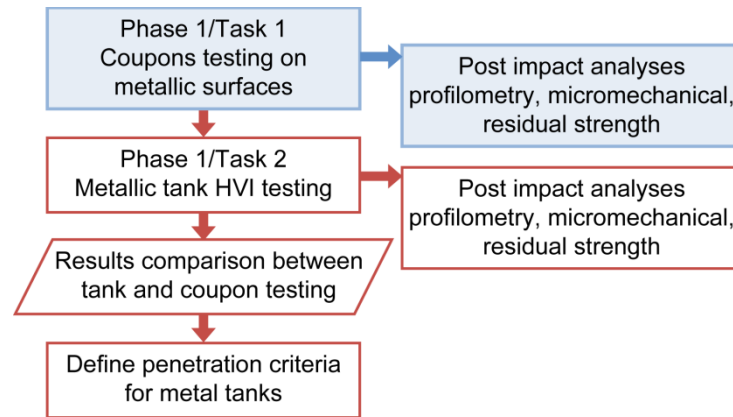 Phase 1/Task 1
Coupons testing on
metallic surfaces
Post impact analyses
profilometry, micromechanical,
residual strength
Phase 1/Task 2
Metallic tank HVI testing
Post impact analyses
profilometry, micromechanical,
residual strength
Results comparison between
tank and coupon testing
Define penetration criteria
for metal tanks